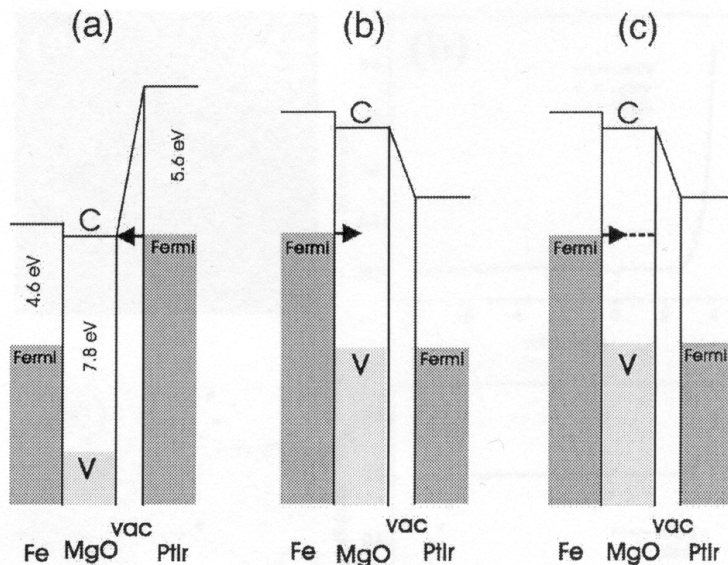 (a)
(b)
(c)
C
C
C
5.6 eV
Fermi
Fermi
Fermi
4.6 eV
Fermi
7.8 eV
V
V
Fermi
V
Fermi
V
vac
Fe MgO PtIr
vac
Fe MgO PtIr
vac
Fe MgO PtIr